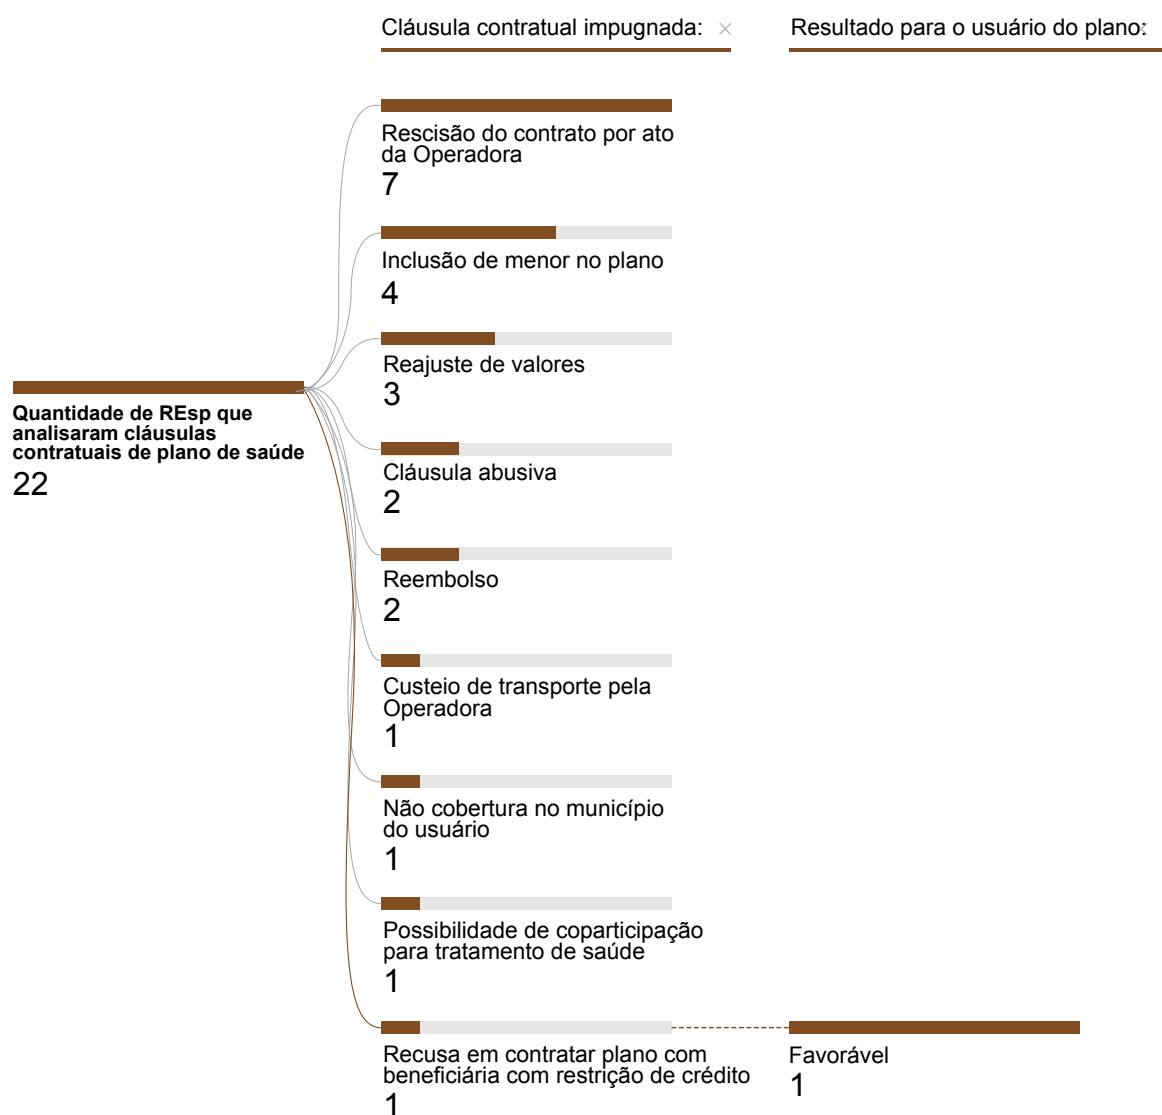 Cláusula contratual impugnada:
Resultado para o usuário do plano:
Rescisão do contrato por ato
da Operadora
7
Inclusão de menor no plano
4
Reajuste de valores
3
Quantidade de REsp que
analisaram cláusulas
contratuais de plano de saúde
22
Cláusula abusiva
2
Reembolso
2
Custeio de transporte pela
Operadora
1
Não cobertura no município
do usuário
1
Possibilidade de coparticipação
para tratamento de saúde
1
Recusa em contratar plano com
beneficiária com restrição de crédito
1
Favorável
1